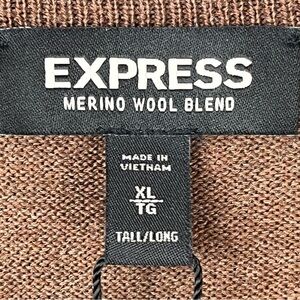 EXPRESS
MERINO WOOL BLEND
MADE IN
VIETNAM
XL
TG
TALL/LONG